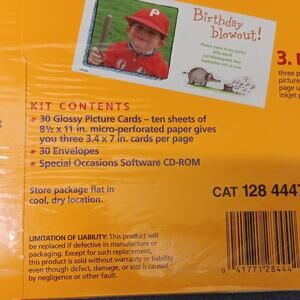 Birthday
blowout!
3.
KIT CONTENTS
* 30 Glossy Picture Cards – ten sheets of
8½ x 11 in. micro-perforated paper gives
you three 3.4 x 7 in. cards per page
* 30 Envelopes
* Special Occasions Software CD-ROM
Store package flat in
cool, dry location.
CAT 128 444
LIMITATION OF LIABILITY: This product will
be replaced if defective in manufacture or
packaging. Except for such replacement,
this product is sold without warranty or liability
even though defect, damage, or loss is caused
by negligence or other fault.
0 41771 28444